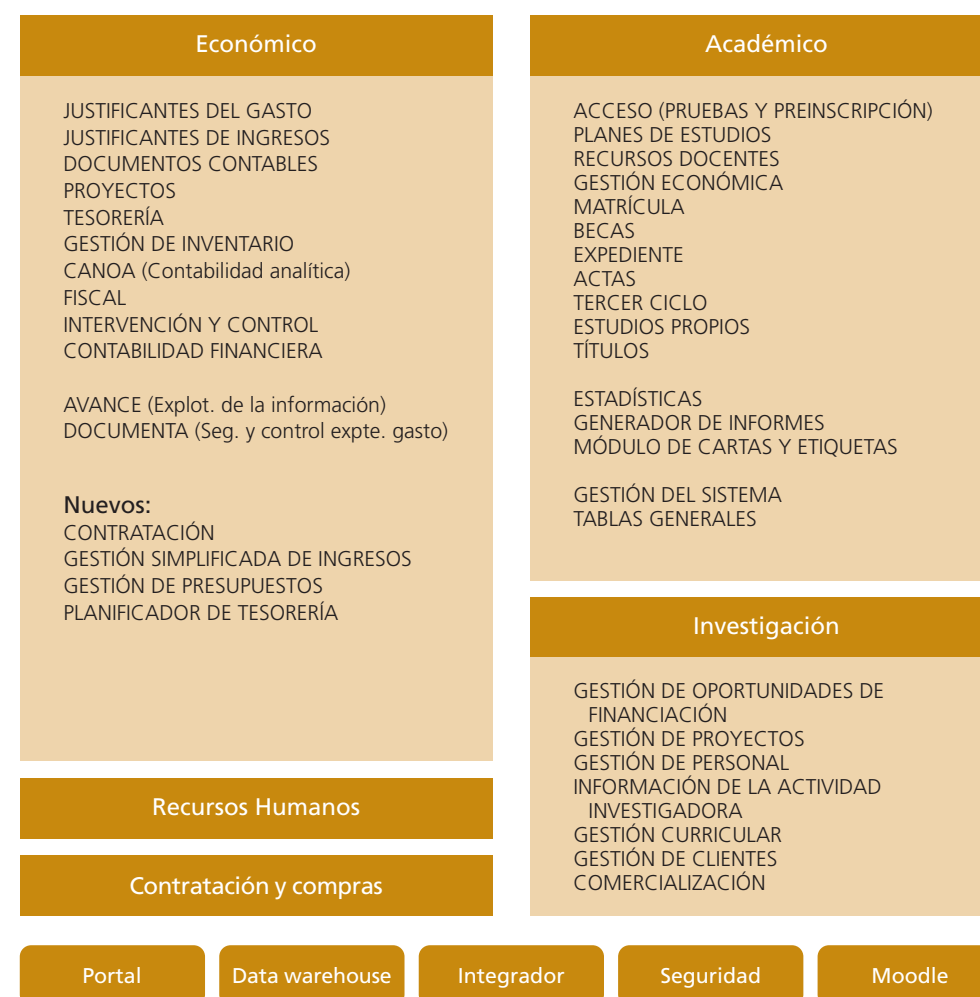 Económico
JUSTIFICANTES DEL GASTO
JUSTIFICANTES DE INGRESOS
DOCUMENTOS CONTABLES
PROYECTOS
TESORERÍA
GESTIÓN DE INVENTARIO
CANOA (Contabilidad analítica)
FISCAL
INTERVENCIÓN Y CONTROL
CONTABILIDAD FINANCIERA
AVANCE (Explot. de la información)
DOCUMENTA (Seg. y control expte. gasto)
Nuevos:
CONTRATACIÓN
GESTIÓN SIMPLIFICADA DE INGRESOS
GESTIÓN DE PRESUPUESTOS
PLANIFICADOR DE TESORERÍA
Recursos Humanos
Contratación y compras
Académico
ACCESO (PRUEBAS Y PREINSCRIPCIÓN)
PLANES DE ESTUDIOS
RECURSOS DOCENTES
GESTIÓN ECONÓMICA
MATRÍCULA
BECAS
EXPEDIENTE
ACTAS
TERCER CICLO
ESTUDIOS PROPIOS
TÍTULOS
ESTADÍSTICAS
GENERADOR DE INFORMES
MÓDULO DE CARTAS Y ETIQUETAS
GESTIÓN DEL SISTEMA
TABLAS GENERALES
Investigación
GESTIÓN DE OPORTUNIDADES DE
FINANCIACIÓN
GESTIÓN DE PROYECTOS
GESTIÓN DE PERSONAL
INFORMACIÓN DE LA ACTIVIDAD
INVESTIGADORA
GESTIÓN CURRICULAR
GESTIÓN DE CLIENTES
COMERCIALIZACIÓN
Portal
Data warehouse
Integrador
Seguridad
Moodle